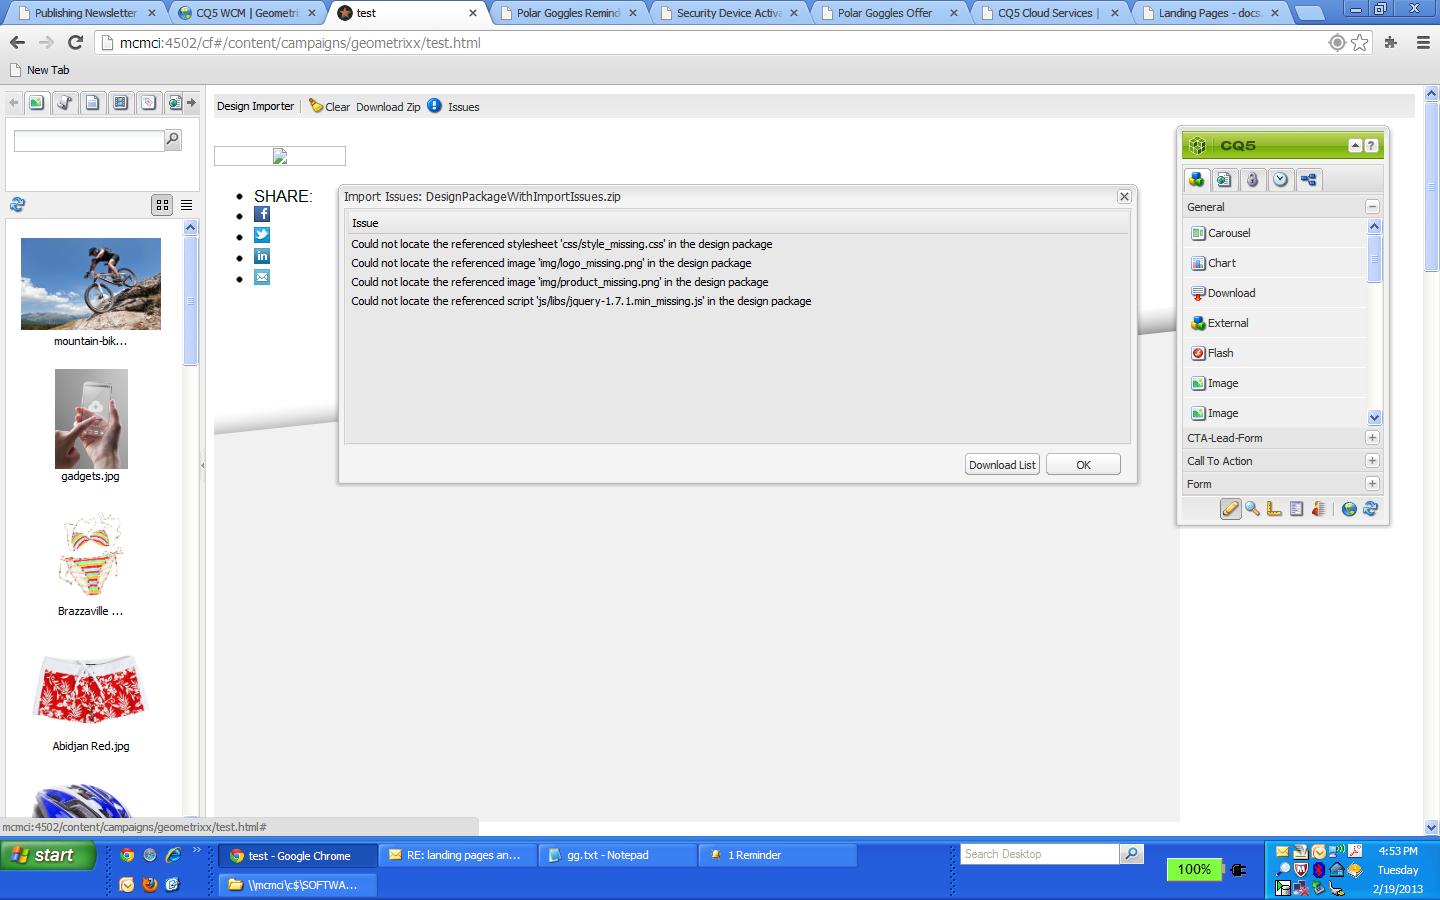 Publishing Newsletter
CQ5 WCM | Geometri
test
Polar Goggles Remind
Security Device Activa
Polar Goggles Offer
CQ5 Cloud Services |
Landing Pages - docs
mcmci:4502/cf#/content/campaigns/geometrixx/test.html
New Tab
Design Importer
Clear
Download Zip
Issues
SHARE:
Import Issues: DesignPackageWithImportIssues.zip
Issue
Could not locate the referenced stylesheet 'css/style_missing.css' in the design package
Could not locate the referenced image 'img/logo_missing.png' in the design package
Could not locate the referenced image 'img/product_missing.png' in the design package
Could not locate the referenced script 'js/libs/jquery-1.7.1.min_missing.js' in the design package
Download List
OK
mountain-bik...
gadgets.jpg
Brazzaville ...
Abidjan Red.jpg
CQ5
General
Carousel
Chart
Download
External
Flash
Image
Image
CTA-Lead-Form
Call To Action
Form
mcmci:4502/content/campaigns/geometrixx/test.html#
start
test - Google Chrome
RE: landing pages an...
gg.txt - Notepad
1 Reminder
\\mcmci\c$\SOFTWA...
Search Desktop
100%
4:53 PM
Tuesday
2/19/2013